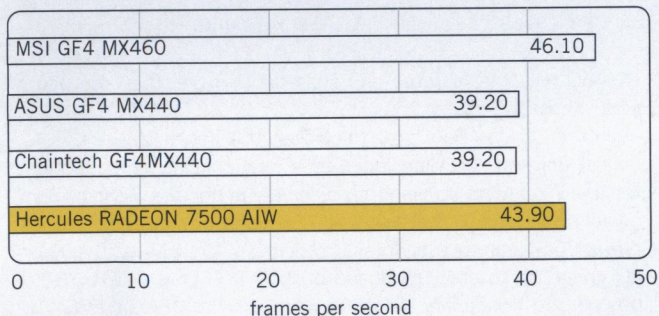 MSI GF4 MX460 46.10
ASUS GF4 MX440 39.20
Chaintech GF4MX440 39.20
Hercules RADEON 7500 AIW 43.90
0 10 20 30 40 50
frames per second